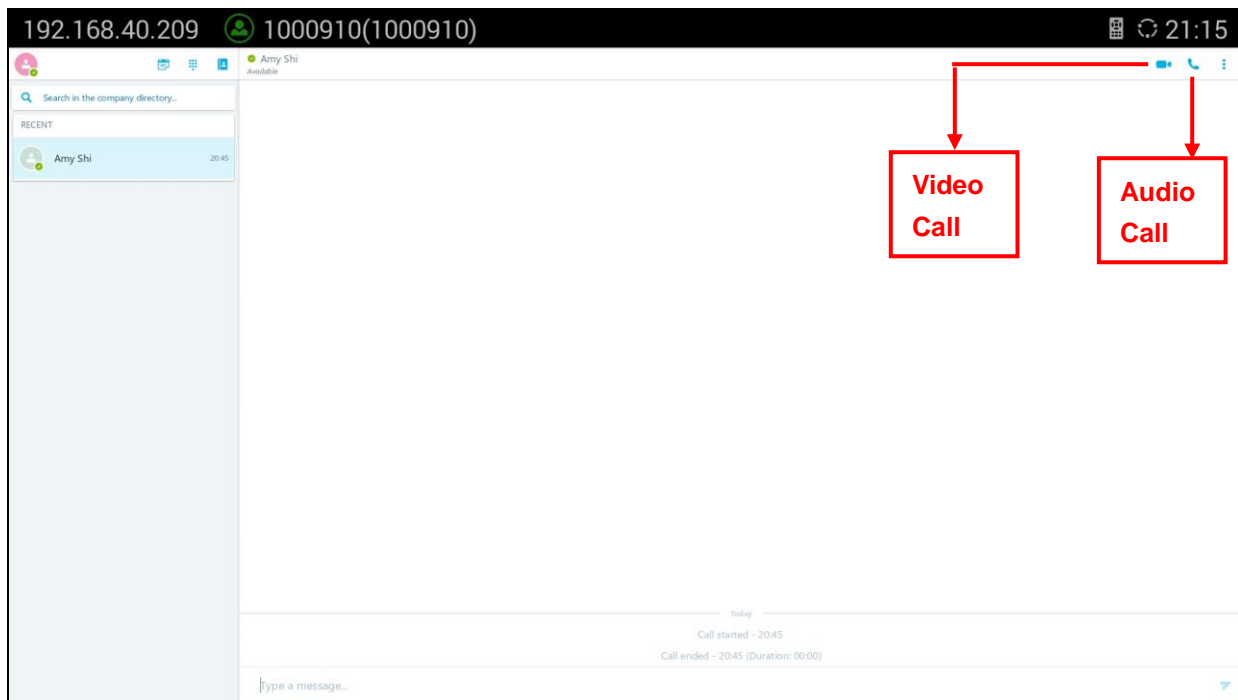 192.168.40.209 1000910(1000910) 21:15
Amy Shi
Available
Search in the company directory...
RECENT
Amy Shi 20:45
Video
Call
Audio
Call
Today
Call started - 20:45
Call ended - 20:45 (Duration: 00:00)
Type a message...